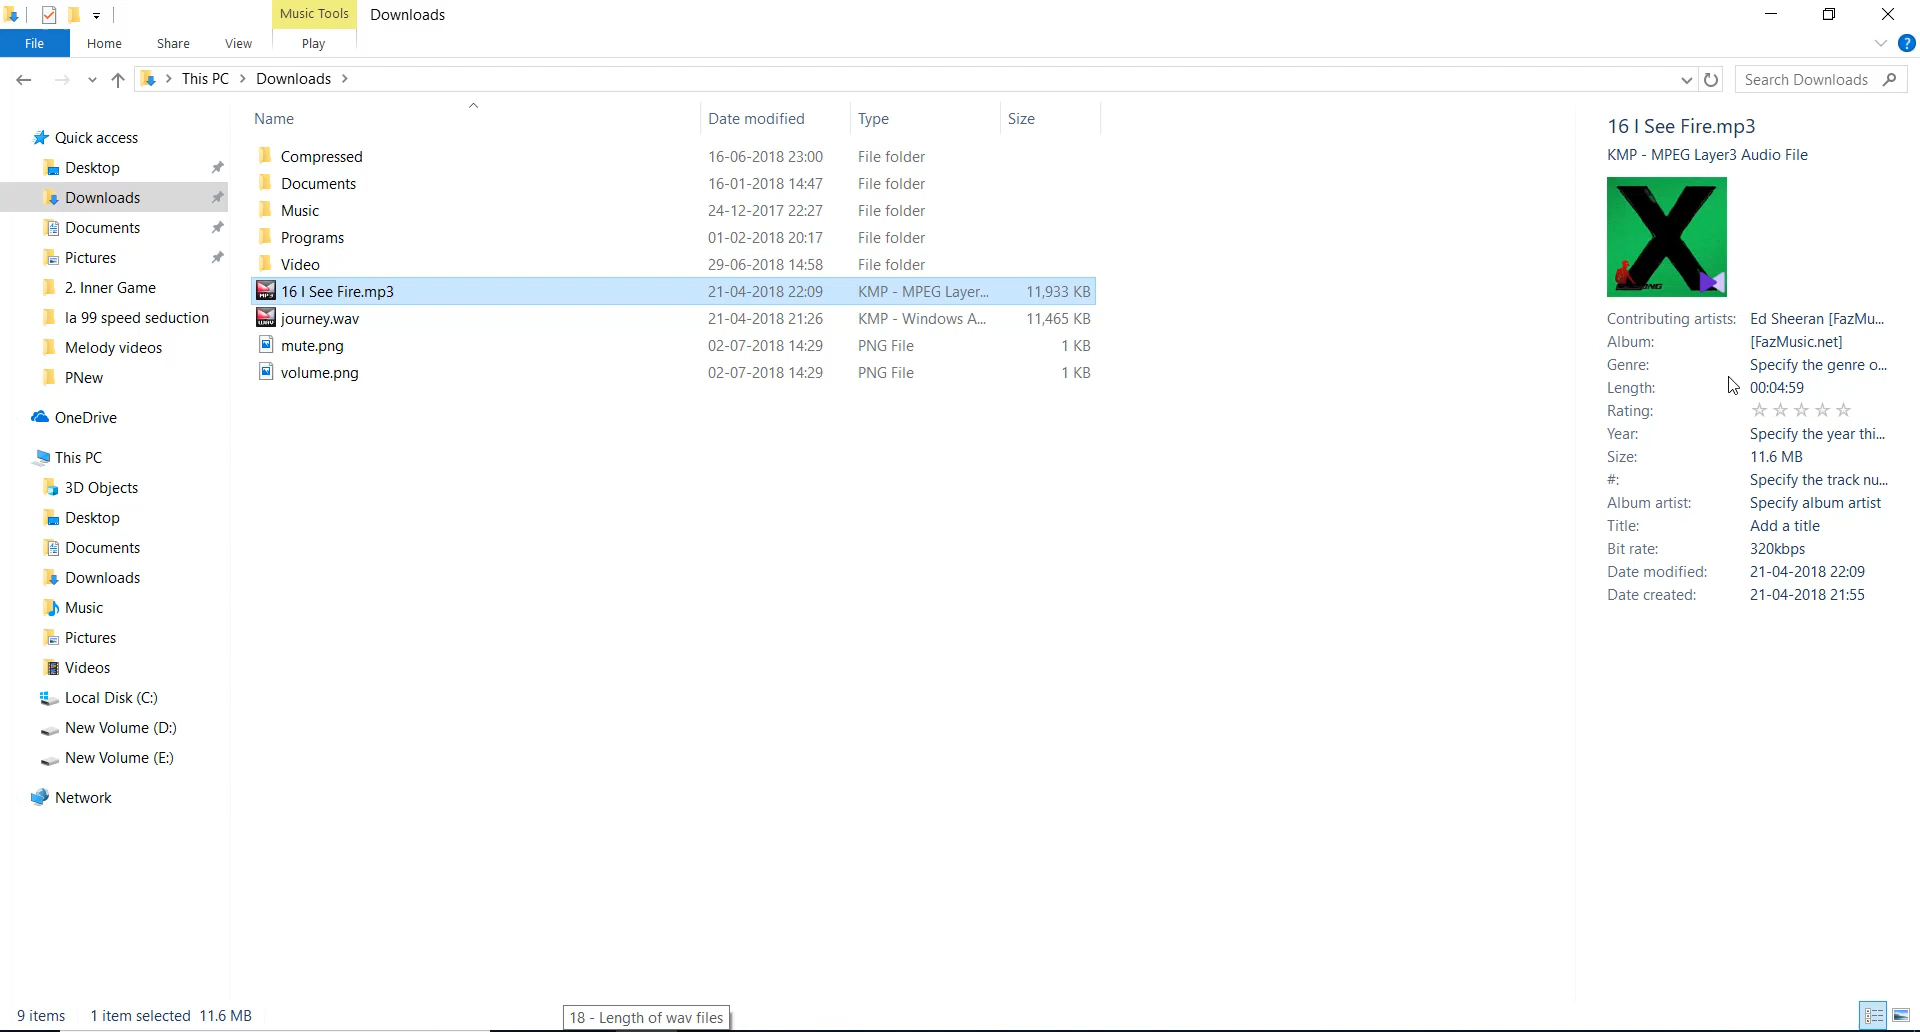 Music Tools
Downloads
File
Home
Share
View
Play
?
This PC
Downloads
Search Downloads
Name
Date modified
Type
Size
Quick access
Desktop
Downloads
Documents
Pictures
2. Inner Game
la 99 speed seduction
Melody videos
PNew
OneDrive
This PC
3D Objects
Desktop
Documents
Downloads
Music
Pictures
Videos
Local Disk (C:)
New Volume (D:)
New Volume (E:)
Network
Compressed 16-06-2018 23:00 File folder
Documents 16-01-2018 14:47 File folder
Music 24-12-2017 22:27 File folder
Programs 01-02-2018 20:17 File folder
Video 29-06-2018 14:58 File folder
16 I See Fire.mp3 21-04-2018 22:09 KMP - MPEG Layer... 11,933 KB
journey.wav 21-04-2018 21:26 KMP - Windows A... 11,465 KB
mute.png 02-07-2018 14:29 PNG File 1 KB
volume.png 02-07-2018 14:29 PNG File 1 KB
16 I See Fire.mp3
KMP - MPEG Layer3 Audio File
X
Contributing artists: Ed Sheeran [FazMu...
Album: [FazMusic.net]
Genre: Specify the genre o...
Length: 00:04:59
Rating:
Year: Specify the year thi...
Size: 11.6 MB
#: Specify the track nu...
Album artist: Specify album artist
Title: Add a title
Bit rate: 320kbps
Date modified: 21-04-2018 22:09
Date created: 21-04-2018 21:55
9 items 1 item selected 11.6 MB
18 - Length of wav files